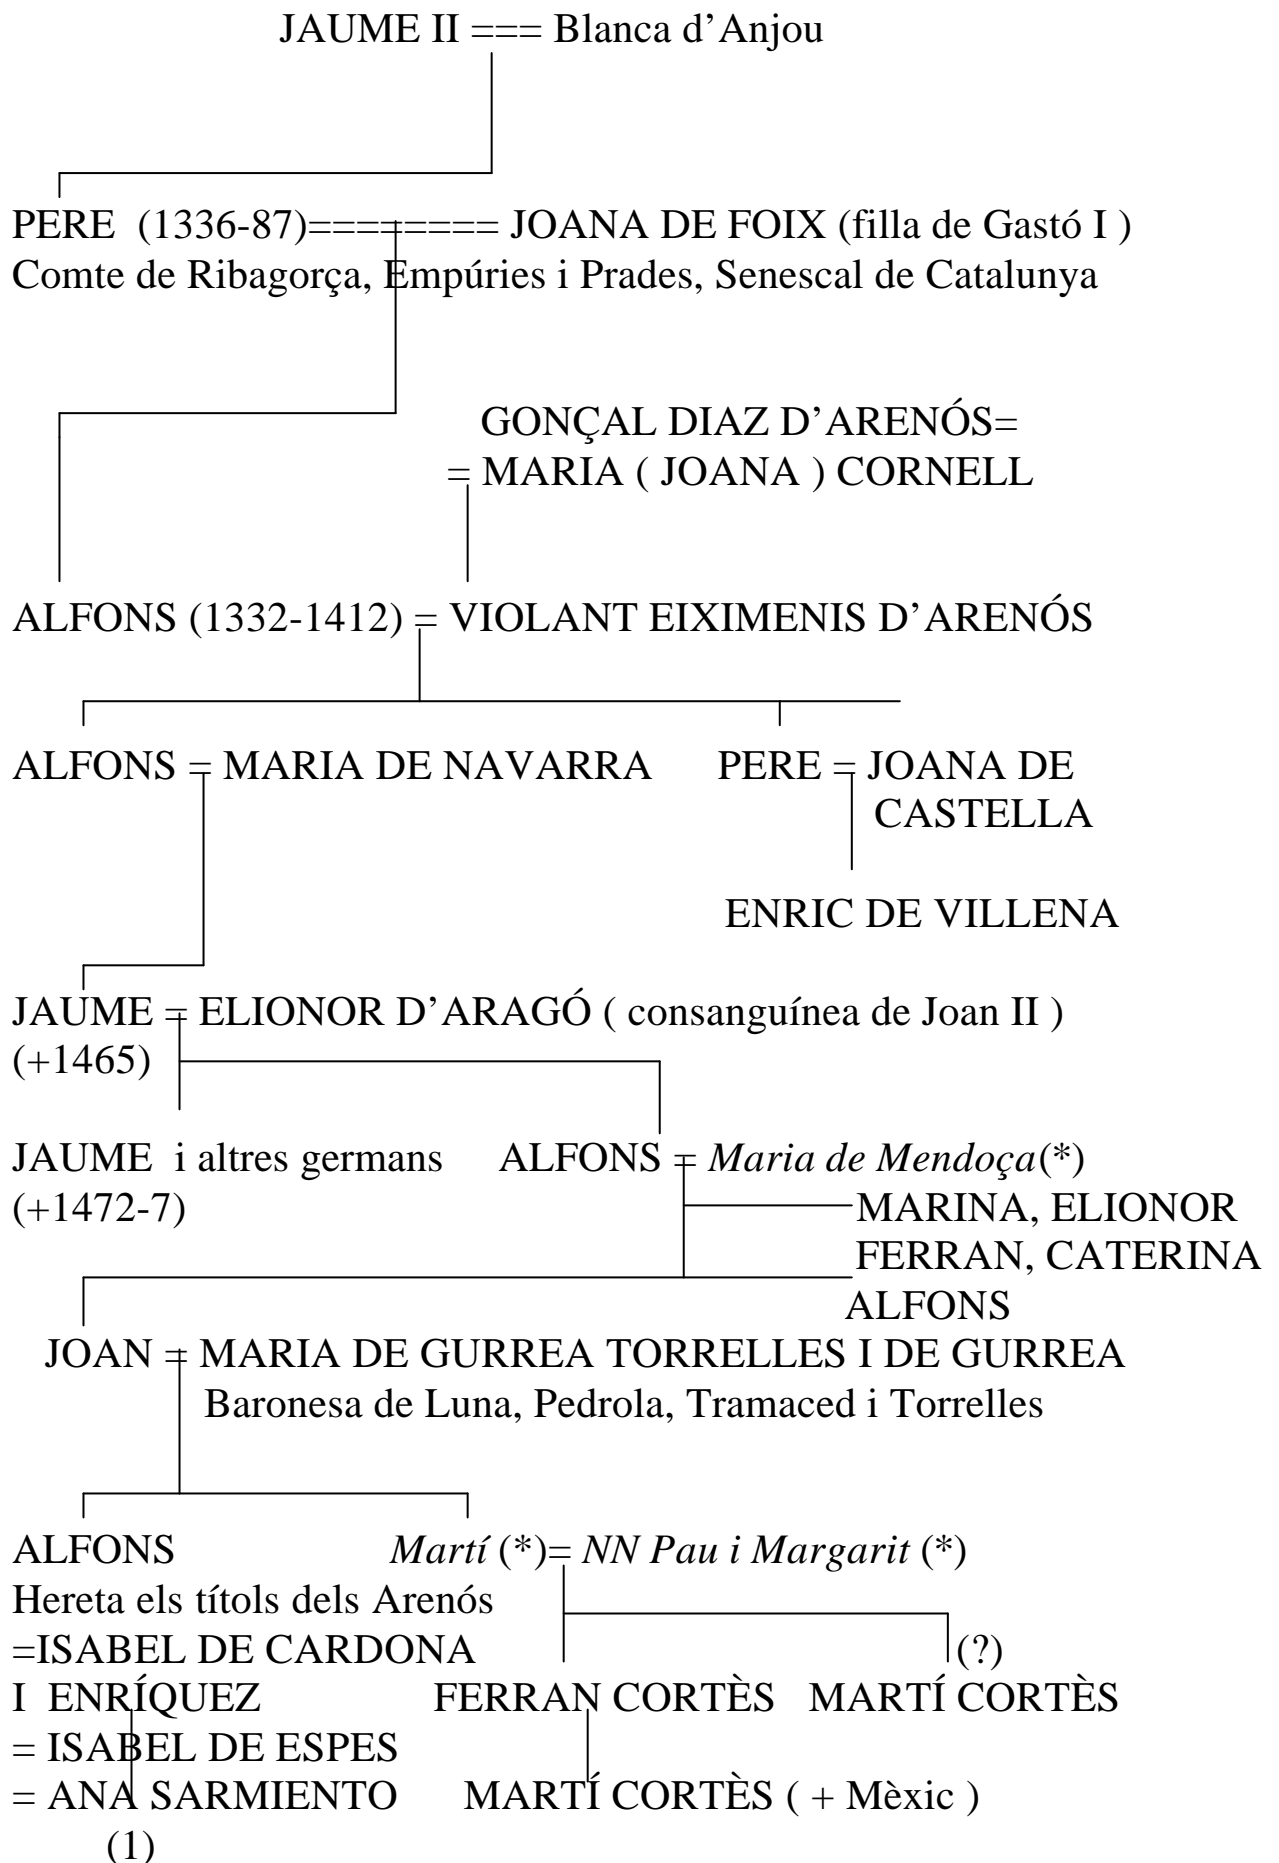 JAUME II === Blanca d’Anjou
PERE (1336-87)======== JOANA DE FOIX (filla de Gastó I )
Comte de Ribagorça, Empúries i Prades, Senescal de Catalunya
GONÇAL DIAZ D’ARENÓS=
= MARIA ( JOANA ) CORNELL
ALFONS (1332-1412) = VIOLANT EIXIMENIS D’ARENÓS
ALFONS = MARIA DE NAVARRA PERE = JOANA DE
CASTELLA
ENRIC DE VILLENA
JAUME = ELIONOR D’ARAGÓ ( consanguínea de Joan II )
(+1465)
JAUME i altres germans ALFONS = Maria de Mendoça(*)
(+1472-7) MARINA, ELIONOR
FERRAN, CATERINA
ALFONS
JOAN = MARIA DE GURREA TORRELLES I DE GURREA
Baronesa de Luna, Pedrola, Tramaced i Torrelles
ALFONS Martí (*)= NN Pau i Margarit (*)
Hereta els títols dels Arenós
=ISABEL DE CARDONA (?)
I ENRÍQUEZ FERRAN CORTÈS MARTÍ CORTÈS
= ISABEL DE ESPES
= ANA SARMIENTO MARTÍ CORTÈS ( + Mèxic )
(1)